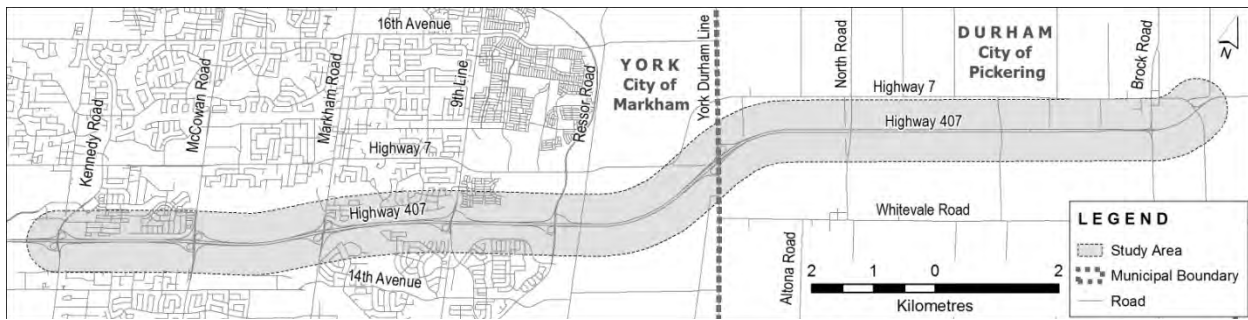 16th Avenue
Kennedy Road
McCowan Road
Markham Road
9th Line
Ressor Road
YORK
City of
Markham
York Durham Line
North Road
DURHAM
City of
Pickering
Brock Road
N
Highway 7
Highway 407
Highway 7
Highway 407
14th Avenue
Whitevale Road
Altona Road
2 1 0 2
Kilometres
LEGEND
Study Area
Municipal Boundary
Road